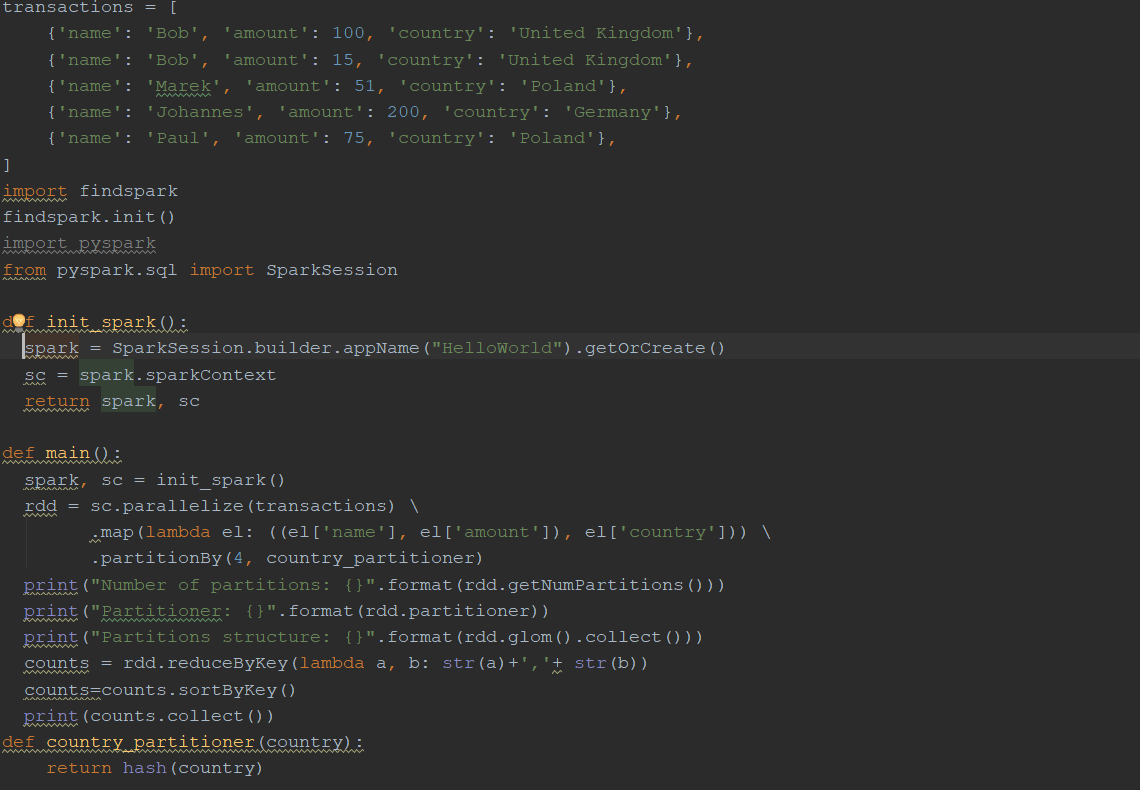 transactions = [
    {'name': 'Bob', 'amount': 100, 'country': 'United Kingdom'},
    {'name': 'Bob', 'amount': 15, 'country': 'United Kingdom'},
    {'name': 'Marek', 'amount': 51, 'country': 'Poland'},
    {'name': 'Johannes', 'amount': 200, 'country': 'Germany'},
    {'name': 'Paul', 'amount': 75, 'country': 'Poland'},
]
import findspark
findspark.init()
import pyspark
from pyspark.sql import SparkSession

def init_spark():
  spark = SparkSession.builder.appName("HelloWorld").getOrCreate()
  sc = spark.sparkContext
  return spark, sc

def main():
  spark, sc = init_spark()
  rdd = sc.parallelize(transactions) \
        .map(lambda el: ((el['name'], el['amount']), el['country'])) \
        .partitionBy(4, country_partitioner)
  print("Number of partitions: {}".format(rdd.getNumPartitions()))
  print("Partitioner: {}".format(rdd.partitioner))
  print("Partitions structure: {}".format(rdd.glom().collect()))
  counts = rdd.reduceByKey(lambda a, b: str(a)+','+ str(b))
  counts=counts.sortByKey()
  print(counts.collect())
def country_partitioner(country):
    return hash(country)